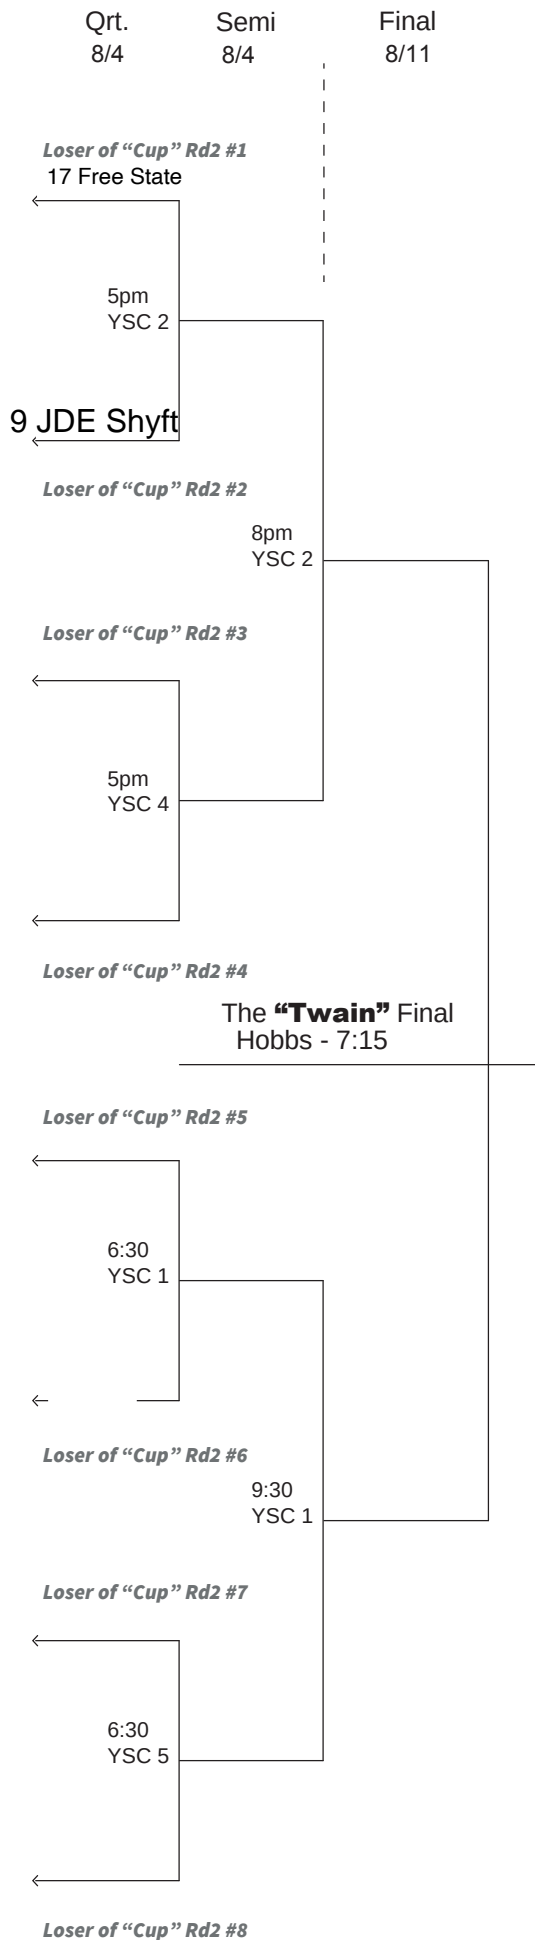 Qrt. Semi Final
8/4 8/4 8/11
Loser of “Cup” Rd2 #1
17 Free State
5pm
YSC 2
9 JDE Shyft
Loser of “Cup” Rd2 #2
8pm
YSC 2
Loser of “Cup” Rd2 #3
5pm
YSC 4
Loser of “Cup” Rd2 #4
The “Twain” Final
Hobbs - 7:15
Loser of “Cup” Rd2 #5
6:30
YSC 1
Loser of “Cup” Rd2 #6
9:30
YSC 1
Loser of “Cup” Rd2 #7
6:30
YSC 5
Loser of “Cup” Rd2 #8